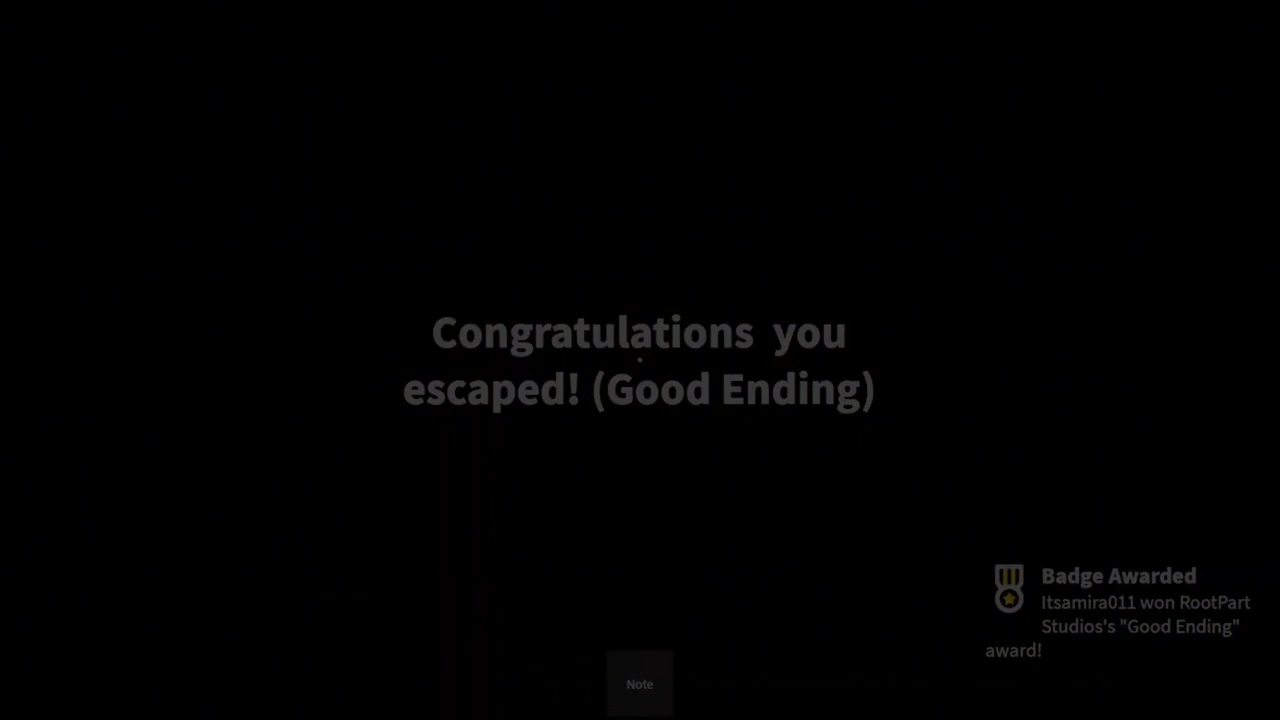 Congratulations you
escaped! (Good Ending)
Badge Awarded
Itsamira011 won RootPart
Studios's "Good Ending"
award!
Note